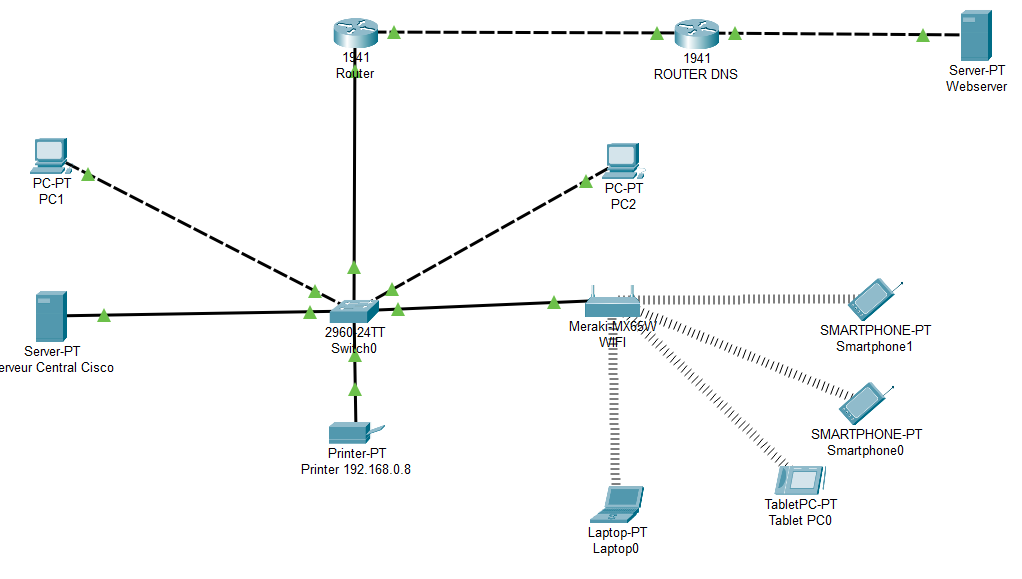 1941
Router
1941
ROUTER DNS
Server-PT
Webserver
PC-PT
PC1
PC-PT
PC2
Server-PT
erveur Central Cisco
2960-24TT
Switch0
Meraki-MX65W
WIFI
SMARTPHONE-PT
Smartphone1
SMARTPHONE-PT
Smartphone0
Printer-PT
Printer 192.168.0.8
TabletPC-PT
Tablet PC0
Laptop-PT
Laptop0